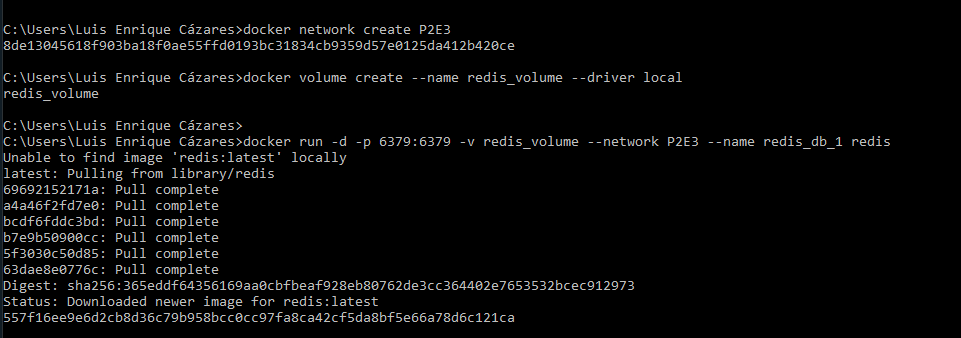 C:\Users\Luis Enrique Cázares>docker network create P2E3
8de13045618f903ba18f0ae55ffd0193bc31834cb9359d57e0125da412b420ce
C:\Users\Luis Enrique Cázares>docker volume create --name redis_volume --driver local
redis_volume
C:\Users\Luis Enrique Cázares>
C:\Users\Luis Enrique Cázares>docker run -d -p 6379:6379 -v redis_volume --network P2E3 --name redis_db_1 redis
Unable to find image 'redis:latest' locally
latest: Pulling from library/redis
69692152171a: Pull complete
a4a46f2fd7e0: Pull complete
bcdf6fddc3bd: Pull complete
b7e9b50900cc: Pull complete
5f3030c50d85: Pull complete
63dae8e0776c: Pull complete
Digest: sha256:365eddf64356169aa0cbfbeaf928eb80762de3cc364402e7653532bcec912973
Status: Downloaded newer image for redis:latest
557f16ee9e6d2cb8d36c79b958bcc0cc97fa8ca42cf5da8bf5e66a78d6c121ca